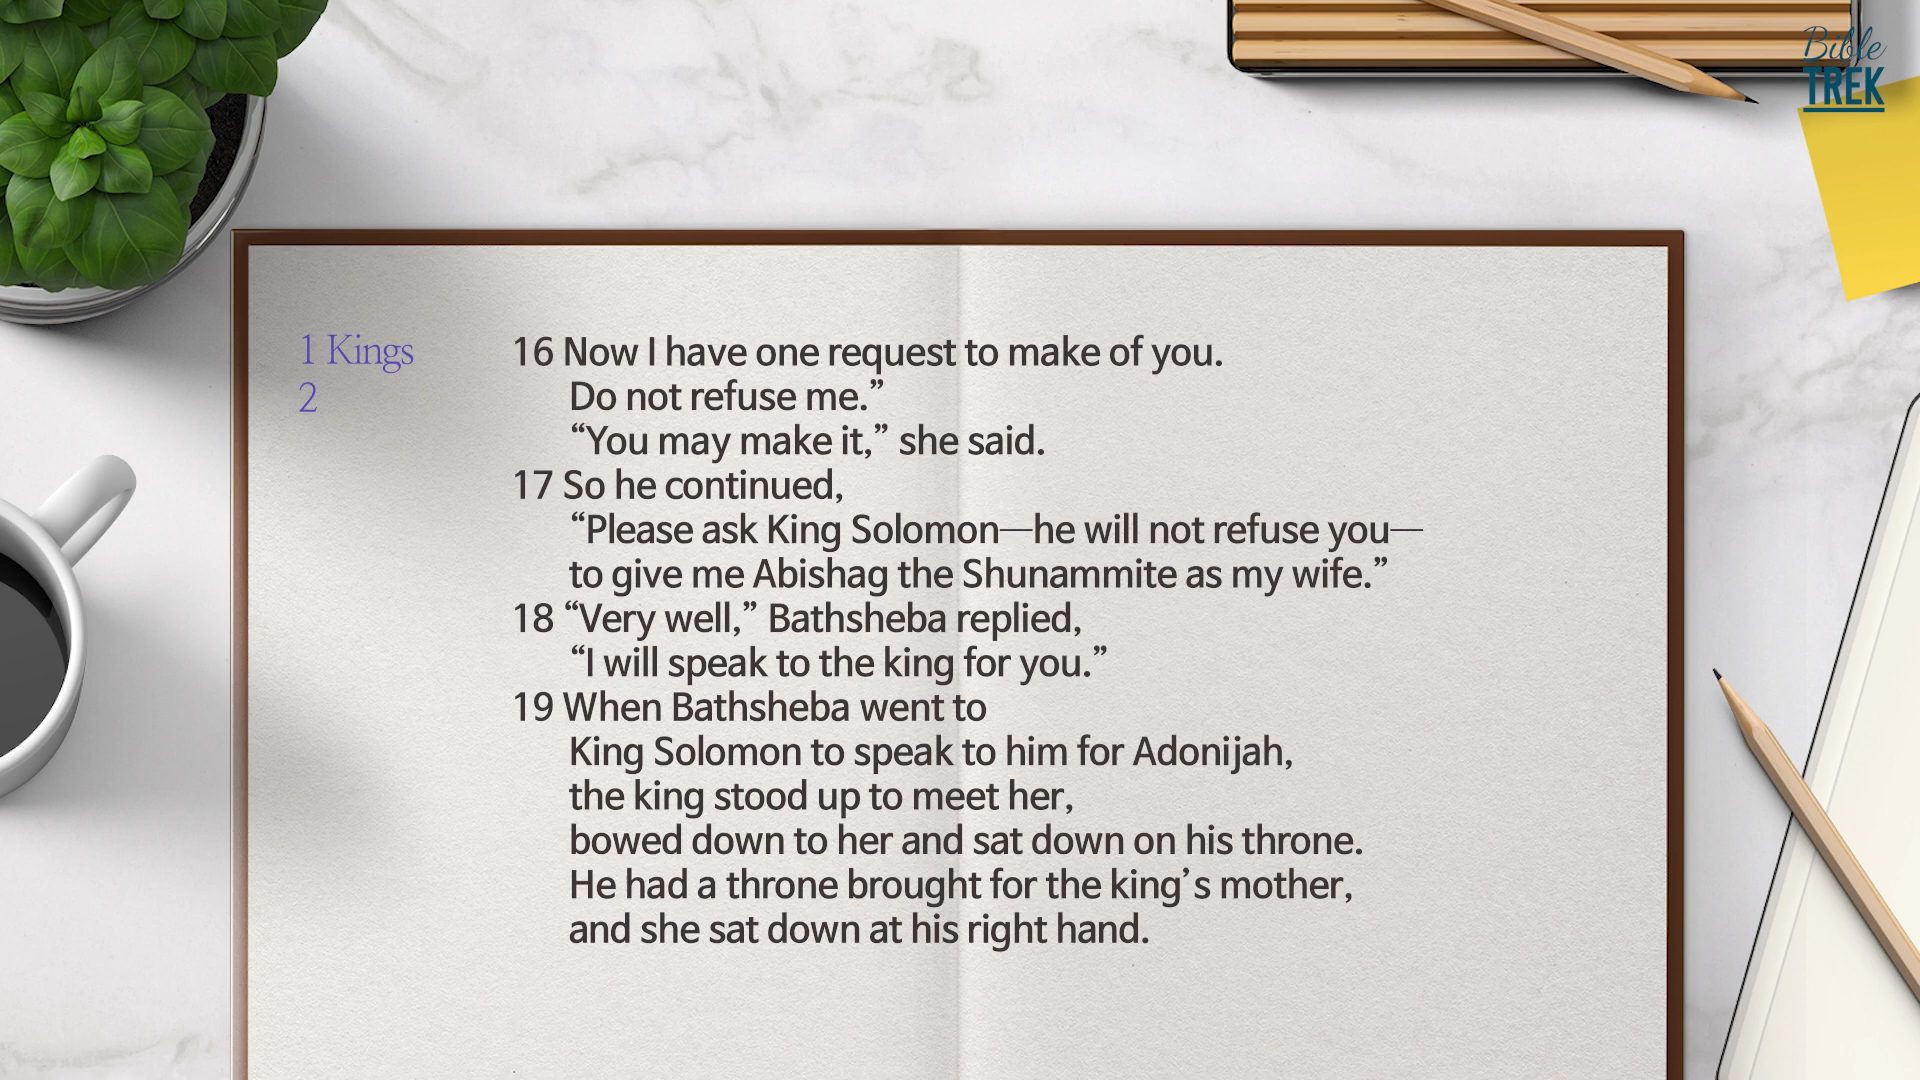 Bible
TREK
1 Kings
2
16 Now I have one request to make of you.
Do not refuse me.”
“You may make it,” she said.
17 So he continued,
“Please ask King Solomon—he will not refuse you—
to give me Abishag the Shunammite as my wife.”
18 “Very well,” Bathsheba replied,
“I will speak to the king for you.”
19 When Bathsheba went to
King Solomon to speak to him for Adonijah,
the king stood up to meet her,
bowed down to her and sat down on his throne.
He had a throne brought for the king’s mother,
and she sat down at his right hand.